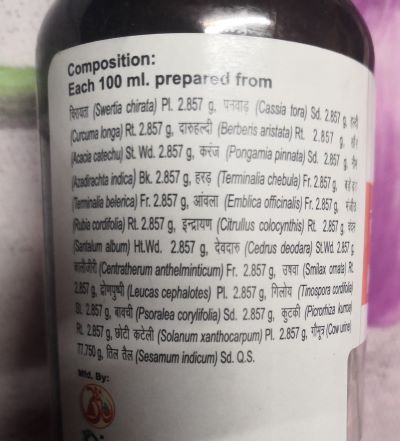 Composition:
Each 100 ml. prepared from
चिरायता (Swertia chirata) Pl. 2.857 g, पनवाड़ (Cassia tora) Sd. 2.857 g,
(Curcuma longa) Rt. 2.857 g, दारुहल्दी (Berberis aristata) Rt. 2.857 g,
(Acacia catechu) St. Wd. 2.857 g, करंज (Pongamia pinnata) Sd. 2.857 g,
(Azadirachta indica) Bk. 2.857 g, हरड़ (Terminalia chebula) Fr. 2.857 g,
(Terminalia belerica) Fr. 2.857 g, आंवला (Emblica officinalis) Fr. 2.857 g,
(Rubia cordifolia) Rt. 2.857 g, इन्द्रायण (Citrullus colocynthis) Rt. 2.857 g,
(Santalum album) Ht.Wd. 2.857 g, देवदारु (Cedrus deodara) St.Wd. 2.857 g,
कालीजीरी (Centratherum anthelminticum) Fr. 2.857 g, उषवा (Smilax ornata)
2.857 g, द्रोणपुष्पी (Leucas cephalotes) Pl. 2.857 g, गिलोय (Tinospora cordifolia)
St. 2.857 g, बावची (Psoralea corylifolia) Sd. 2.857 g, कुटकी (Picrorhiza kurroa)
Rt. 2.857 g, छोटी कटेली (Solanum xanthocarpum) Pl. 2.857 g, गौमूत्र (Cow urine)
77.750 g, तिल तैल (Sesamum indicum) Sd. Q.S.
Mfd. By: